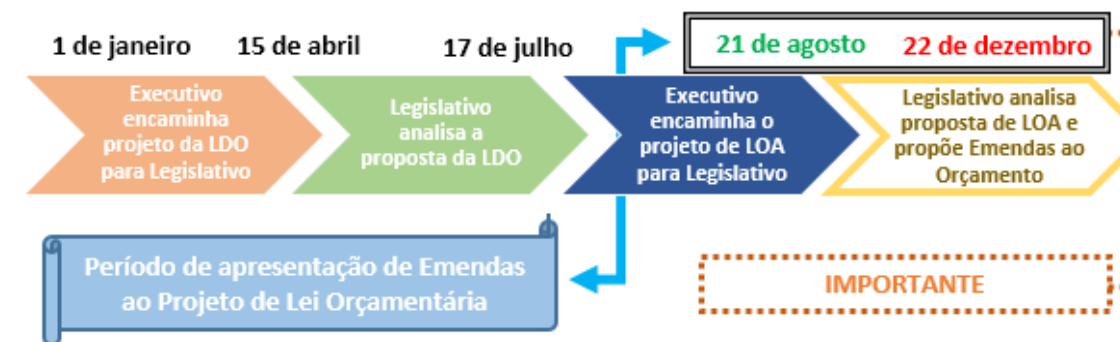 1 de janeiro
15 de abril
17 de julho
21 de agosto
22 de dezembro
Executivo
encaminha
projeto da LDO
para Legislativo
Legislativo
analisa a
proposta da LDO
Executivo
encaminha o
projeto de LOA
para Legislativo
Legislativo analisa
proposta de LOA e
propõe Emendas ao
Orçamento
Período de apresentação de Emendas
ao Projeto de Lei Orçamentária
IMPORTANTE